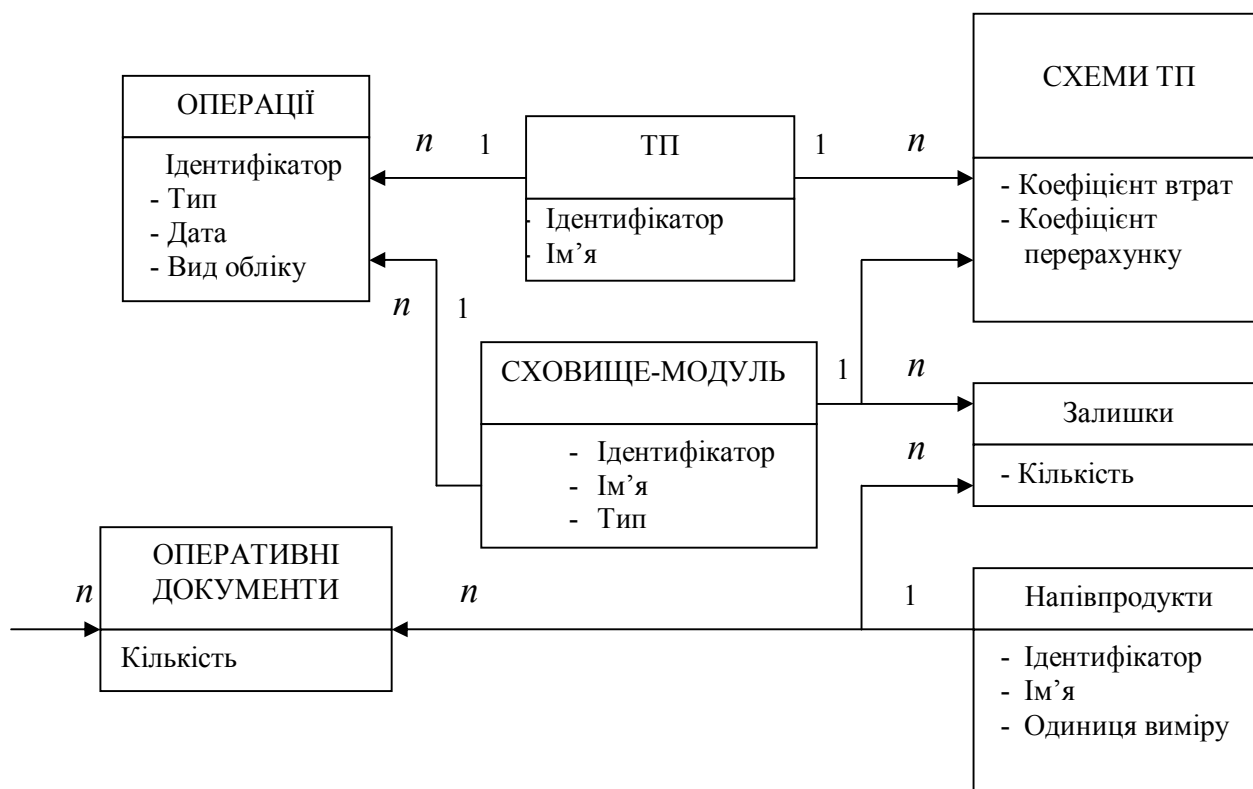 СХЕМИ ТП
- Коефіцієнт втрат
- Коефіцієнт
перерахунку
ОПЕРАЦІЇ
Ідентифікатор
- Тип
- Дата
- Вид обліку
n
1
ТП
- Ідентифікатор
- Ім’я
1
n
n
1
СХОВИЩЕ-МОДУЛЬ
- Ідентифікатор
- Ім’я
- Тип
1
n
Залишки
- Кількість
n
ОПЕРАТИВНІ
ДОКУМЕНТИ
Кількість
n
n
1
Напівпродукти
- Ідентифікатор
- Ім’я
- Одиниця виміру